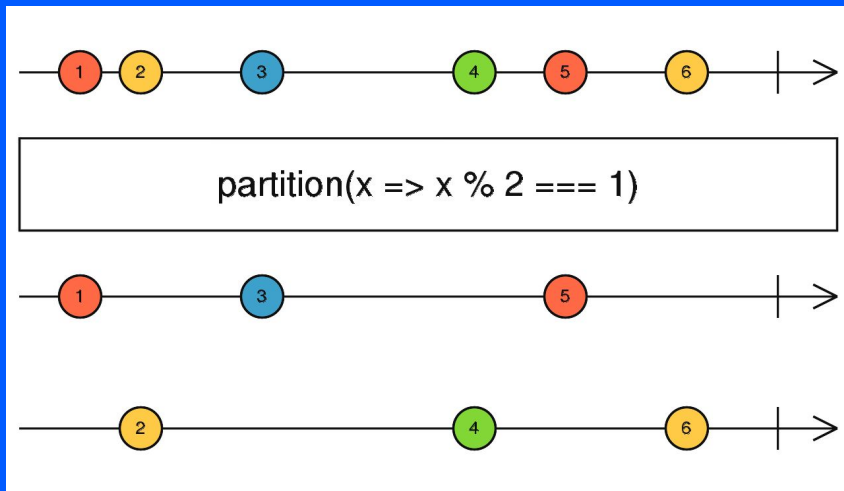 1 2 3 4 5 6
partition(x => x % 2 === 1)
1 3 5
2 4 6